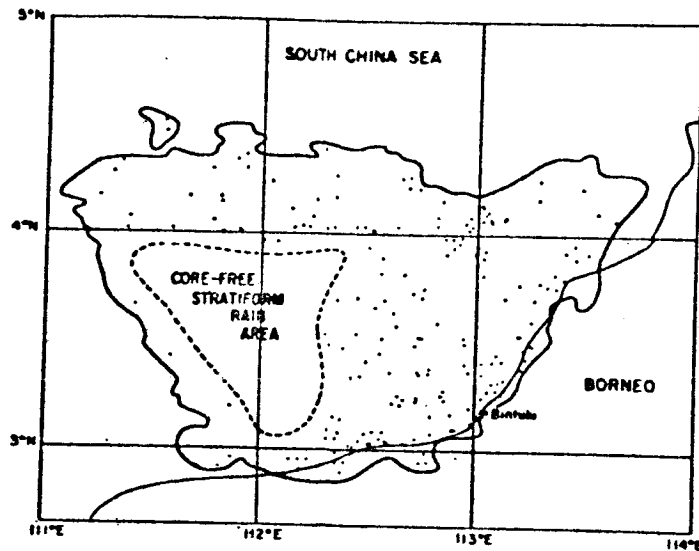 5°N
SOUTH CHINA SEA
4°N
CORE-FREE
STRATIFORM
RAIN
AREA
BORNEO
Bintulu
3°N
111°E
112°E
113°E
114°E